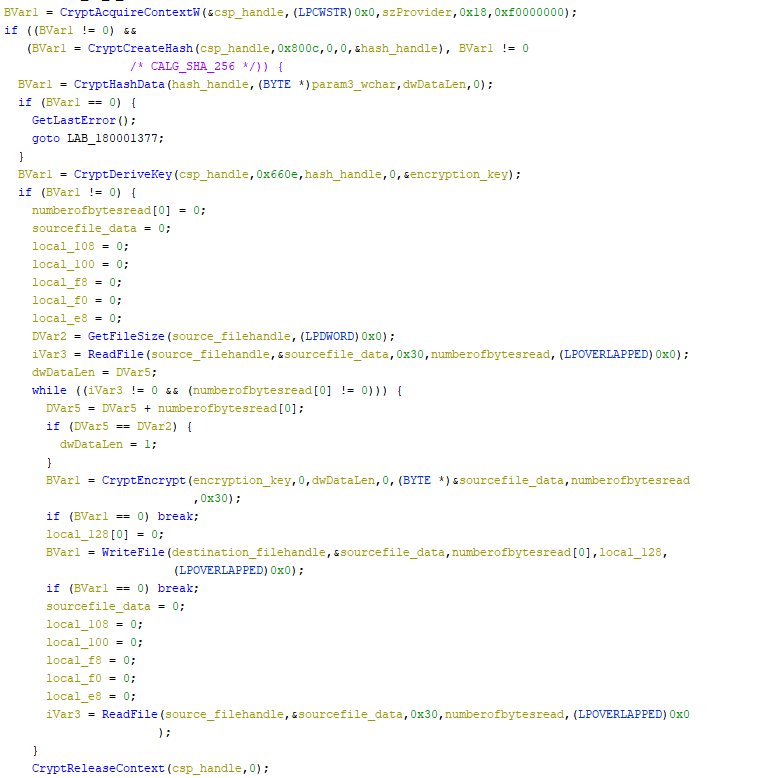 BVar1 = CryptAcquireContextW(&csp_handle,(LPCWSTR)0x0,szProvider,0x18,0xf0000000);
if ((BVar1 != 0) &&
(BVar1 = CryptCreateHash(csp_handle,0x800c,0,0,&hash_handle), BVar1 != 0
/* CALG_SHA_256 */)) {
BVar1 = CryptHashData(hash_handle,(BYTE *)param3_wchar,dwDataLen,0);
if (BVar1 == 0) {
GetLastError();
goto LAB_180001377;
}
BVar1 = CryptDeriveKey(csp_handle,0x660e,hash_handle,0,&encryption_key);
if (BVar1 != 0) {
numberofbytesread[0] = 0;
sourcefile_data = 0;
local_108 = 0;
local_100 = 0;
local_f8 = 0;
local_f0 = 0;
local_e8 = 0;
DVar2 = GetFileSize(source_filehandle,(LPDWORD)0x0);
iVar3 = ReadFile(source_filehandle,&sourcefile_data,0x30,numberofbytesread,(LPOVERLAPPED)0x0);
dwDataLen = DVar5;
while ((iVar3 != 0 && (numberofbytesread[0] != 0))) {
DVar5 = DVar5 + numberofbytesread[0];
if (DVar5 == DVar2) {
dwDataLen = 1;
}
BVar1 = CryptEncrypt(encryption_key,0,dwDataLen,0,(BYTE *)&sourcefile_data,numberofbytesread
,0x30);
if (BVar1 == 0) break;
local_128[0] = 0;
BVar1 = WriteFile(destination_filehandle,&sourcefile_data,numberofbytesread[0],local_128,
(LPOVERLAPPED)0x0);
if (BVar1 == 0) break;
sourcefile_data = 0;
local_108 = 0;
local_100 = 0;
local_f8 = 0;
local_f0 = 0;
local_e8 = 0;
iVar3 = ReadFile(source_filehandle,&sourcefile_data,0x30,numberofbytesread,(LPOVERLAPPED)0x0
);
}
CryptReleaseContext(csp_handle,0);